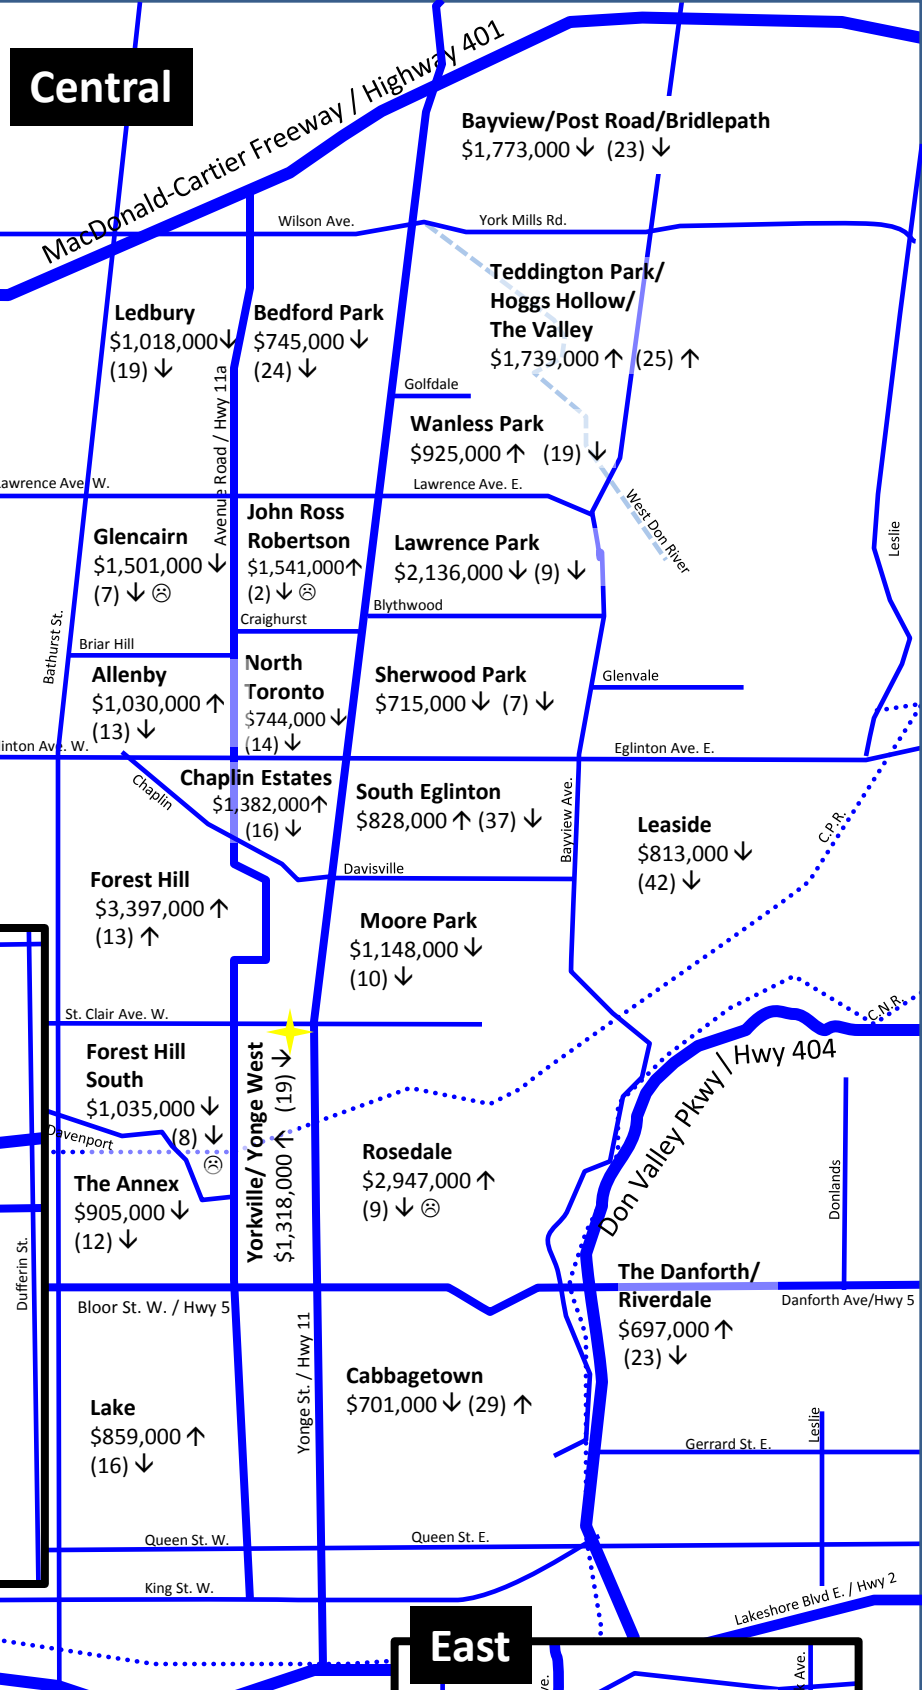 Central
MacDonald-Cartier Freeway / Highway 401
Bayview/Post Road/Bridlepath
$1,773,000 ↓ (23) ↓
Wilson Ave.
York Mills Rd.
Teddington Park/
Hoggs Hollow/
The Valley
$1,739,000 ↑ (25) ↑
Ledbury
$1,018,000↓
(19) ↓
Bedford Park
$745,000 ↓
(24) ↓
Avenue Road / Hwy 11a
Golfdale
Wanless Park
$925,000 ↑ (19) ↓
Lawrence Ave. E.
West Don River
Leslie
Glencairn
$1,501,000 ↓
(7) ↓ ☹
John Ross
Robertson
$1,541,000↑
(2) ↓ ☹
Lawrence Park
$2,136,000 ↓ (9) ↓
Blythwood
Craighurst
Bathurst St.
Briar Hill
Allenby
$1,030,000 ↑
(13) ↓
North
Toronto
$744,000 ↓
(14) ↓
Sherwood Park
$715,000 ↓ (7) ↓
Glenvale
Eglinton Ave. E.
Chaplin
Chaplin Estates
$1,382,000↑
(16) ↓
South Eglinton
$828,000 ↑ (37) ↓
Bayview Ave.
Leaside
$813,000 ↓
(42) ↓
C.P.R.
Davisville
Forest Hill
$3,397,000 ↑
(13) ↑
Moore Park
$1,148,000 ↓
(10) ↓
St. Clair Ave. W.
C.N.R.
Forest Hill
South
$1,035,000 ↓
(8) ↓
☹
Davenport
Yorkville/ Yonge West
$1,318,000 ↑ (19) ↑
Don Valley Pkwy / Hwy 404
Rosedale
$2,947,000 ↑
(9) ↓ ☹
The Annex
$905,000 ↓
(12) ↓
Dufferin St.
Donlands
The Danforth/
Riverdale
$697,000 ↑
(23) ↓
Bloor St. W. / Hwy 5
Danforth Ave/Hwy 5
Yonge St. / Hwy 11
Cabbagetown
$701,000 ↓ (29) ↑
Lake
$859,000 ↑
(16) ↓
Leslie
Gerrard St. E.
Queen St. W.
Queen St. E.
King St. W.
Lakeshore Blvd E. / Hwy 2
East